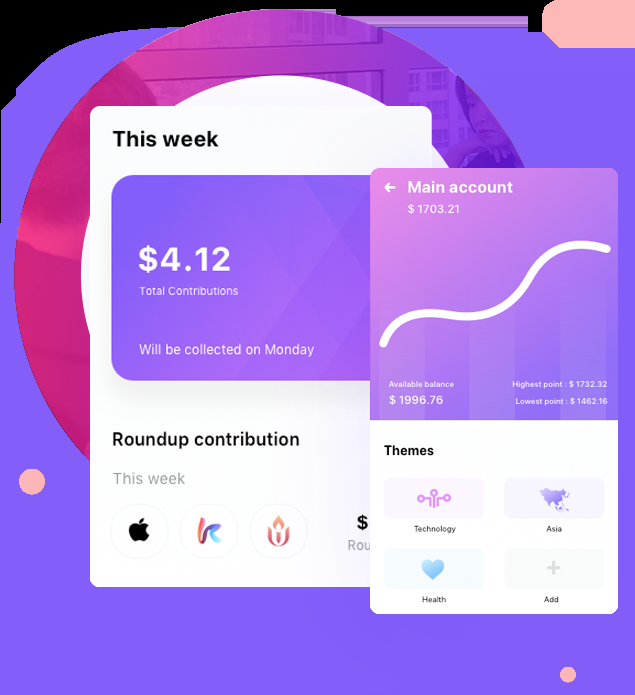 This week
$4.12
Total Contributions
Will be collected on Monday
Roundup contribution
This week
$
Main account
$ 1703.21
Available balance
$ 1996.76
Highest point : $ 1732.32
Lowest point : $ 1462.16
Themes
Technology
Asia
Health
Add